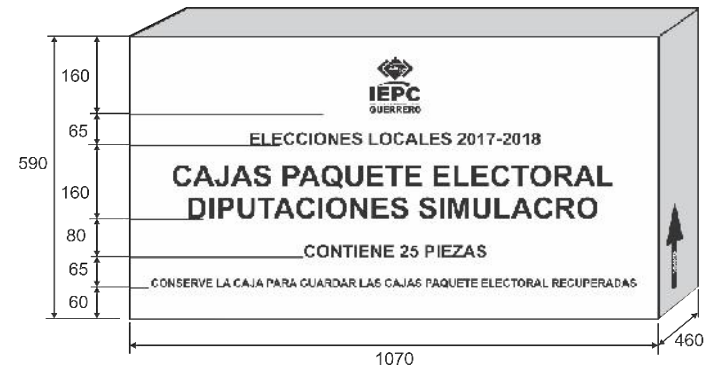 IEPC
GUERRERO
ELECCIONES LOCALES 2017-2018
CAJAS PAQUETE ELECTORAL
DIPUTACIONES SIMULACRO
CONTIENE 25 PIEZAS
CONSERVE LA CAJA PARA GUARDAR LAS CAJAS PAQUETE ELECTORAL RECUPERADAS
590
160
65
160
80
65
60
1070
460